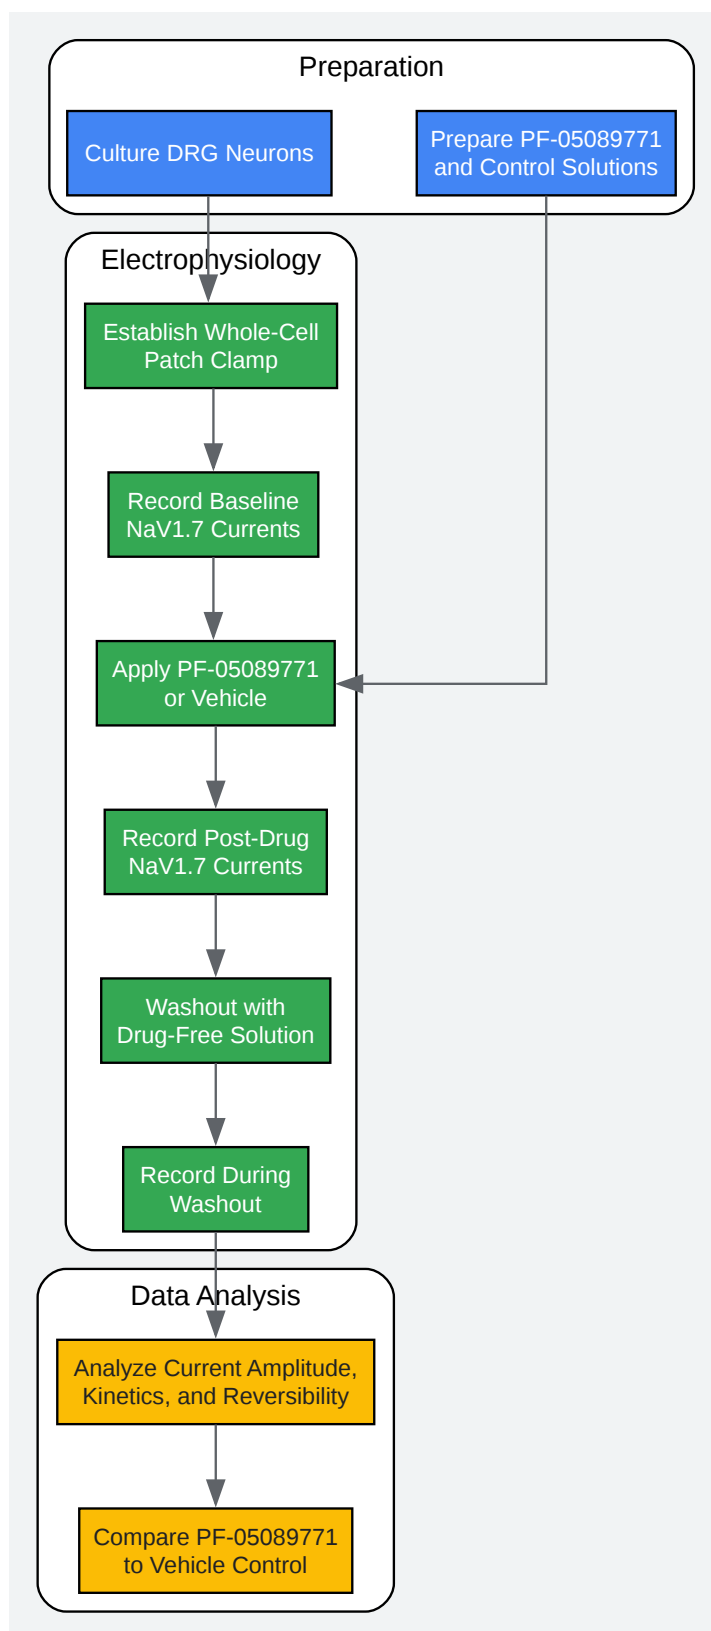 Preparation
Culture DRG Neurons
Prepare PF-05089771
and Control Solutions
Electrophysiology
Establish Whole-Cell
Patch Clamp
Record Baseline
NaV1.7 Currents
Apply PF-05089771
or Vehicle
Record Post-Drug
NaV1.7 Currents
Washout with
Drug-Free Solution
Record During
Washout
Data Analysis
Analyze Current Amplitude,
Kinetics, and Reversibility
Compare PF-05089771
to Vehicle Control